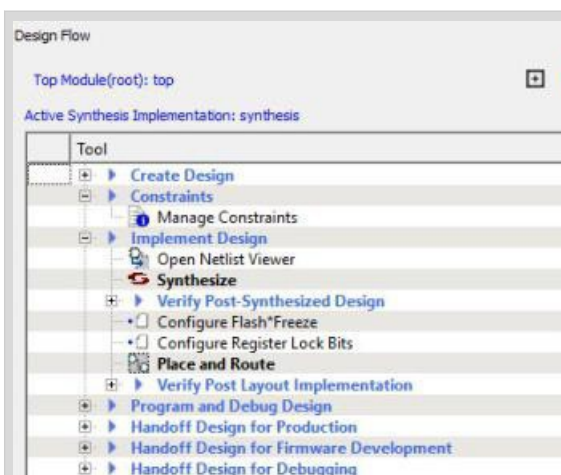 Design Flow
Top Module(root): top
Active Synthesis Implementation: synthesis
Tool
Create Design
Constraints
Manage Constraints
Implement Design
Open Netlist Viewer
Synthesize
Verify Post-Synthesized Design
Configure Flash*Freeze
Configure Register Lock Bits
Place and Route
Verify Post Layout Implementation
Program and Debug Design
Handoff Design for Production
Handoff Design for Firmware Development
Handoff Design for Debugging